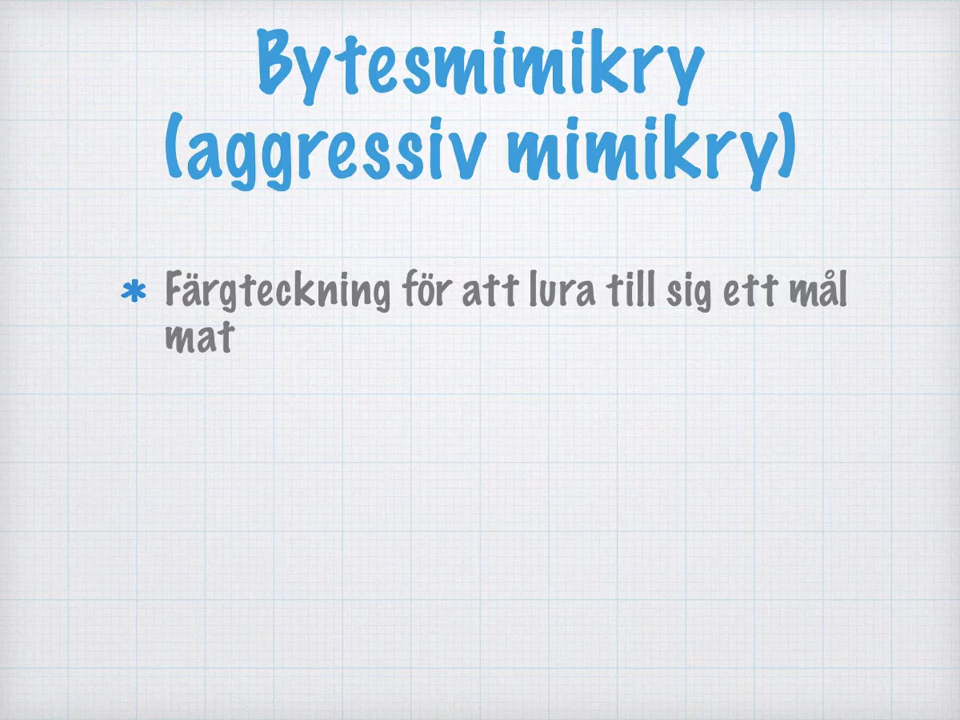 Bytesmimikry
(aggressiv mimikry)
* Färgteckning för att lura till sig ett mål
mat